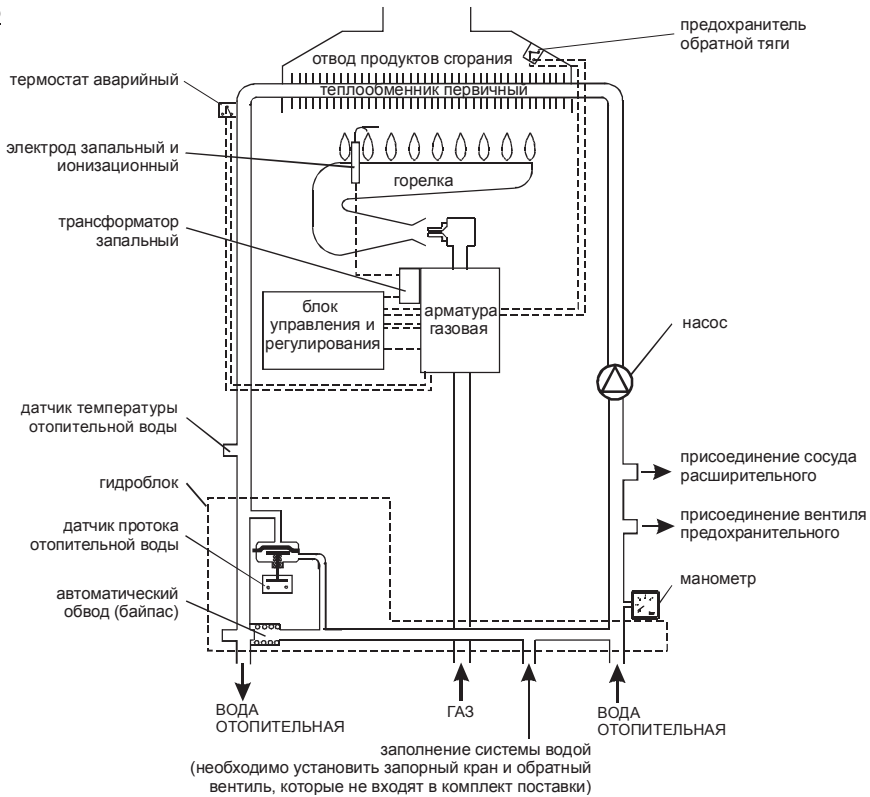 предохранитель
обратной тяги
отвод продуктов сгорания
термостат аварийный
теплообменник первичный
электрод запальный и
ионизационный
горелка
трансформатор
запальный
блок
управления и
регулирования
арматура
газовая
насос
датчик температуры
отопительной воды
присоединение сосуда
расширительного
гидроблок
присоединение вентиля
предохранительного
датчик протока
отопительной воды
манометр
автоматический
обвод (байпас)
ВОДА
ОТОПИТЕЛЬНАЯ
ГАЗ
ВОДА
ОТОПИТЕЛЬНАЯ
заполнение системы водой
(необходимо установить запорный кран и обратный
вентиль, которые не входят в комплект поставки)